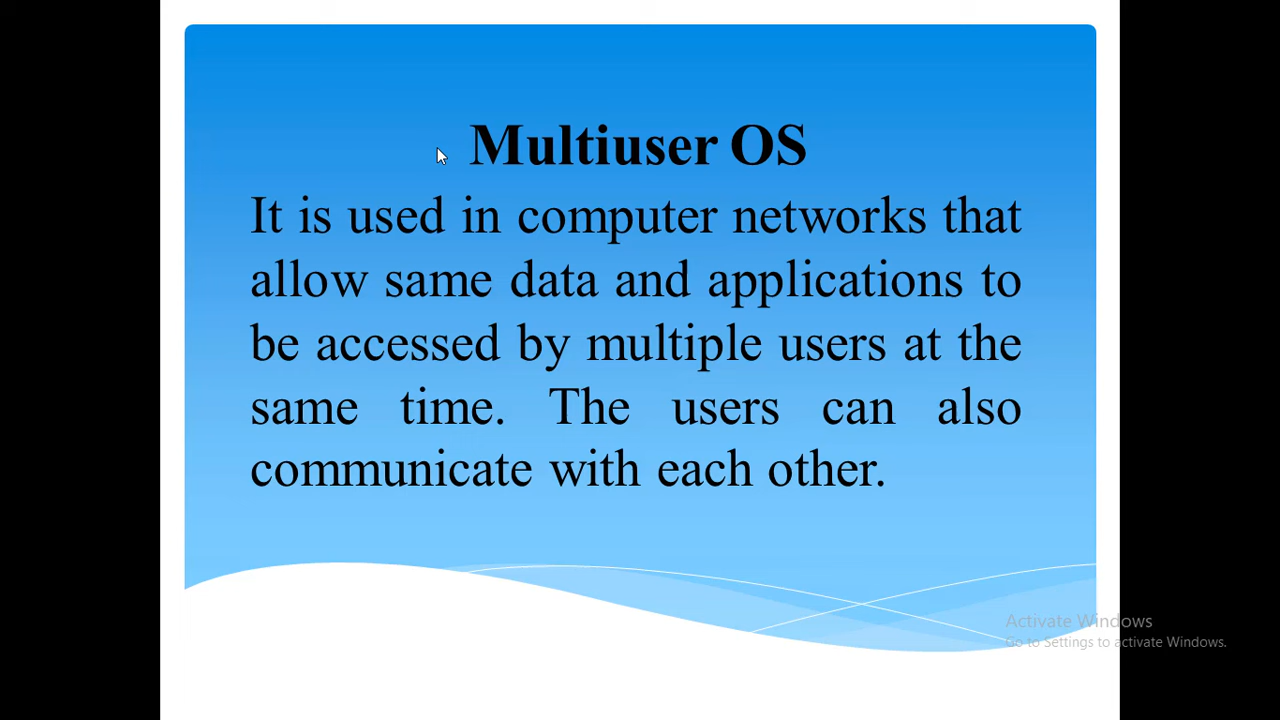 Multiuser OS
It is used in computer networks that
allow same data and applications to
be accessed by multiple users at the
same time. The users can also
communicate with each other.
Activate Windows
Go to Settings to activate Windows.